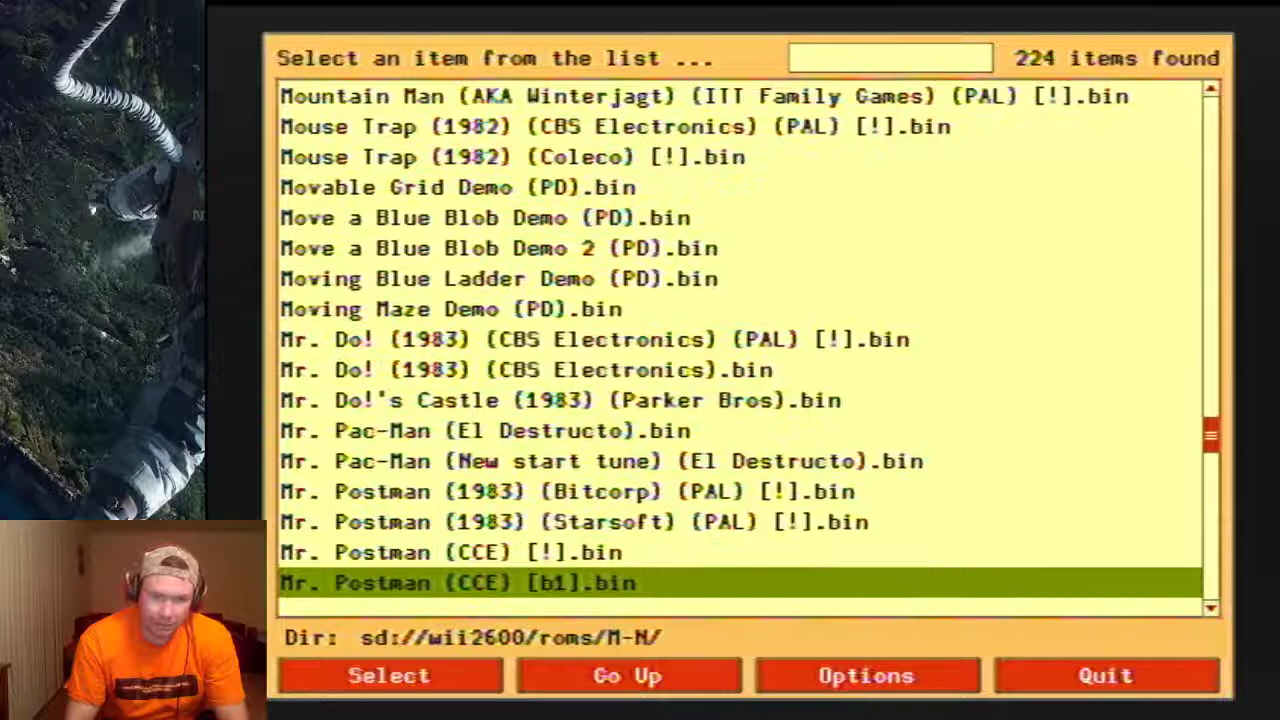 Select an item from the list ...
224 items found
Mountain Man (AKA Winterjagt) (ITT Family Games) (PAL) [!].bin
Mouse Trap (1982) (CBS Electronics) (PAL) [!].bin
Mouse Trap (1982) (Coleco) [!].bin
Movable Grid Demo (PD).bin
Move a Blue Blob Demo (PD).bin
Move a Blue Blob Demo 2 (PD).bin
Moving Blue Ladder Demo (PD).bin
Moving Maze Demo (PD).bin
Mr. Do! (1983) (CBS Electronics) (PAL) [!].bin
Mr. Do! (1983) (CBS Electronics).bin
Mr. Do!'s Castle (1983) (Parker Bros).bin
Mr. Pac-Man (El Destructo).bin
Mr. Pac-Man (New start tune) (El Destructo).bin
Mr. Postman (1983) (Bitcorp) (PAL) [!].bin
Mr. Postman (1983) (Starsoft) (PAL) [!].bin
Mr. Postman (CCE) [!].bin
Mr. Postman (CCE) [b1].bin
Dir: sd://wii2600/roms/M-N/
Select
Go Up
Options
Quit